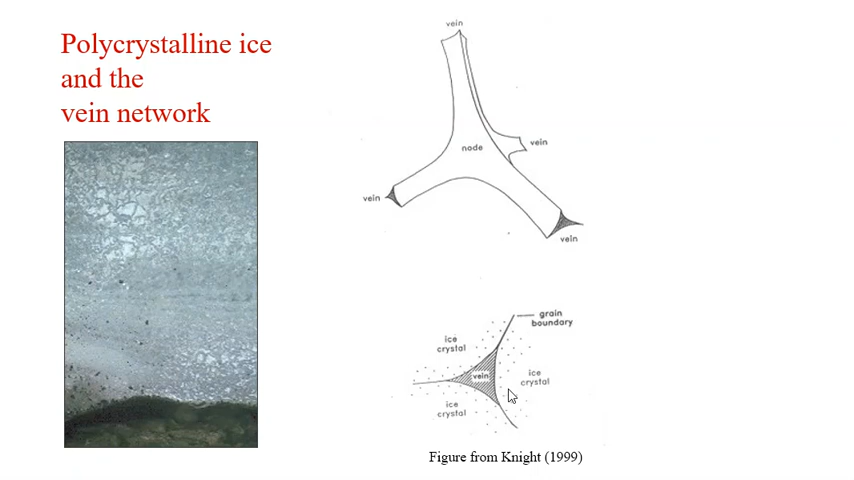 Polycrystalline ice
and the
vein network
vein
node
vein
vein
vein
grain
boundary
ice
crystal
vein
ice
crystal
ice
crystal
Figure from Knight (1999)